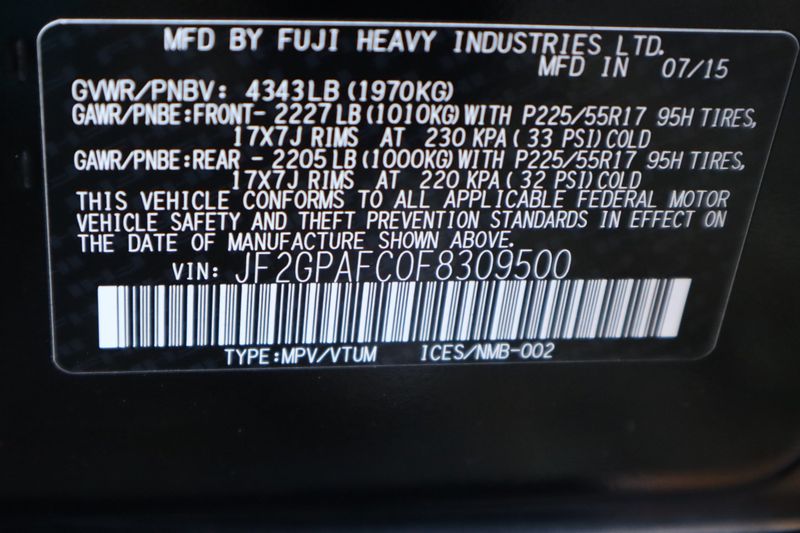 MFD BY FUJI HEAVY INDUSTRIES LTD.
MFD IN 07/15
GVWR/PNBV: 4343LB(1970KG)
GAWR/PNBE:FRONT- 2227LB(1010KG)WITH P225/55R17 95H TIRES,
17X7J RIMS AT 230 KPA( 33 PSI)COLD
GAWR/PNBE:REAR - 2205LB(1000KG)WITH P225/55R17 95H TIRES,
17X7J RIMS AT 220 KPA( 32 PSI)COLD
THIS VEHICLE CONFORMS TO ALL APPLICABLE FEDERAL MOTOR
VEHICLE SAFETY AND THEFT PREVENTION STANDARDS IN EFFECT ON
THE DATE OF MANUFACTURE SHOWN ABOVE.
VIN: JF2GPAFC0F8309500
TYPE:MPV/VTUM ICES/NMB-002